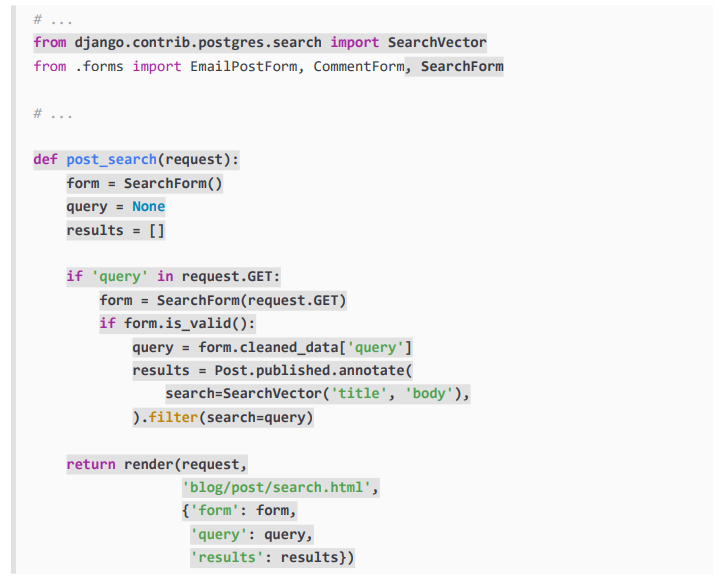 # ...
from django.contrib.postgres.search import SearchVector
from .forms import EmailPostForm, CommentForm, SearchForm
# ...
def post_search(request):
    form = SearchForm()
    query = None
    results = []
    if 'query' in request.GET:
        form = SearchForm(request.GET)
        if form.is_valid():
            query = form.cleaned_data['query']
            results = Post.published.annotate(
                search=SearchVector('title', 'body'),
            ).filter(search=query)
    return render(request,
                  'blog/post/search.html',
                  {'form': form,
                   'query': query,
                   'results': results})